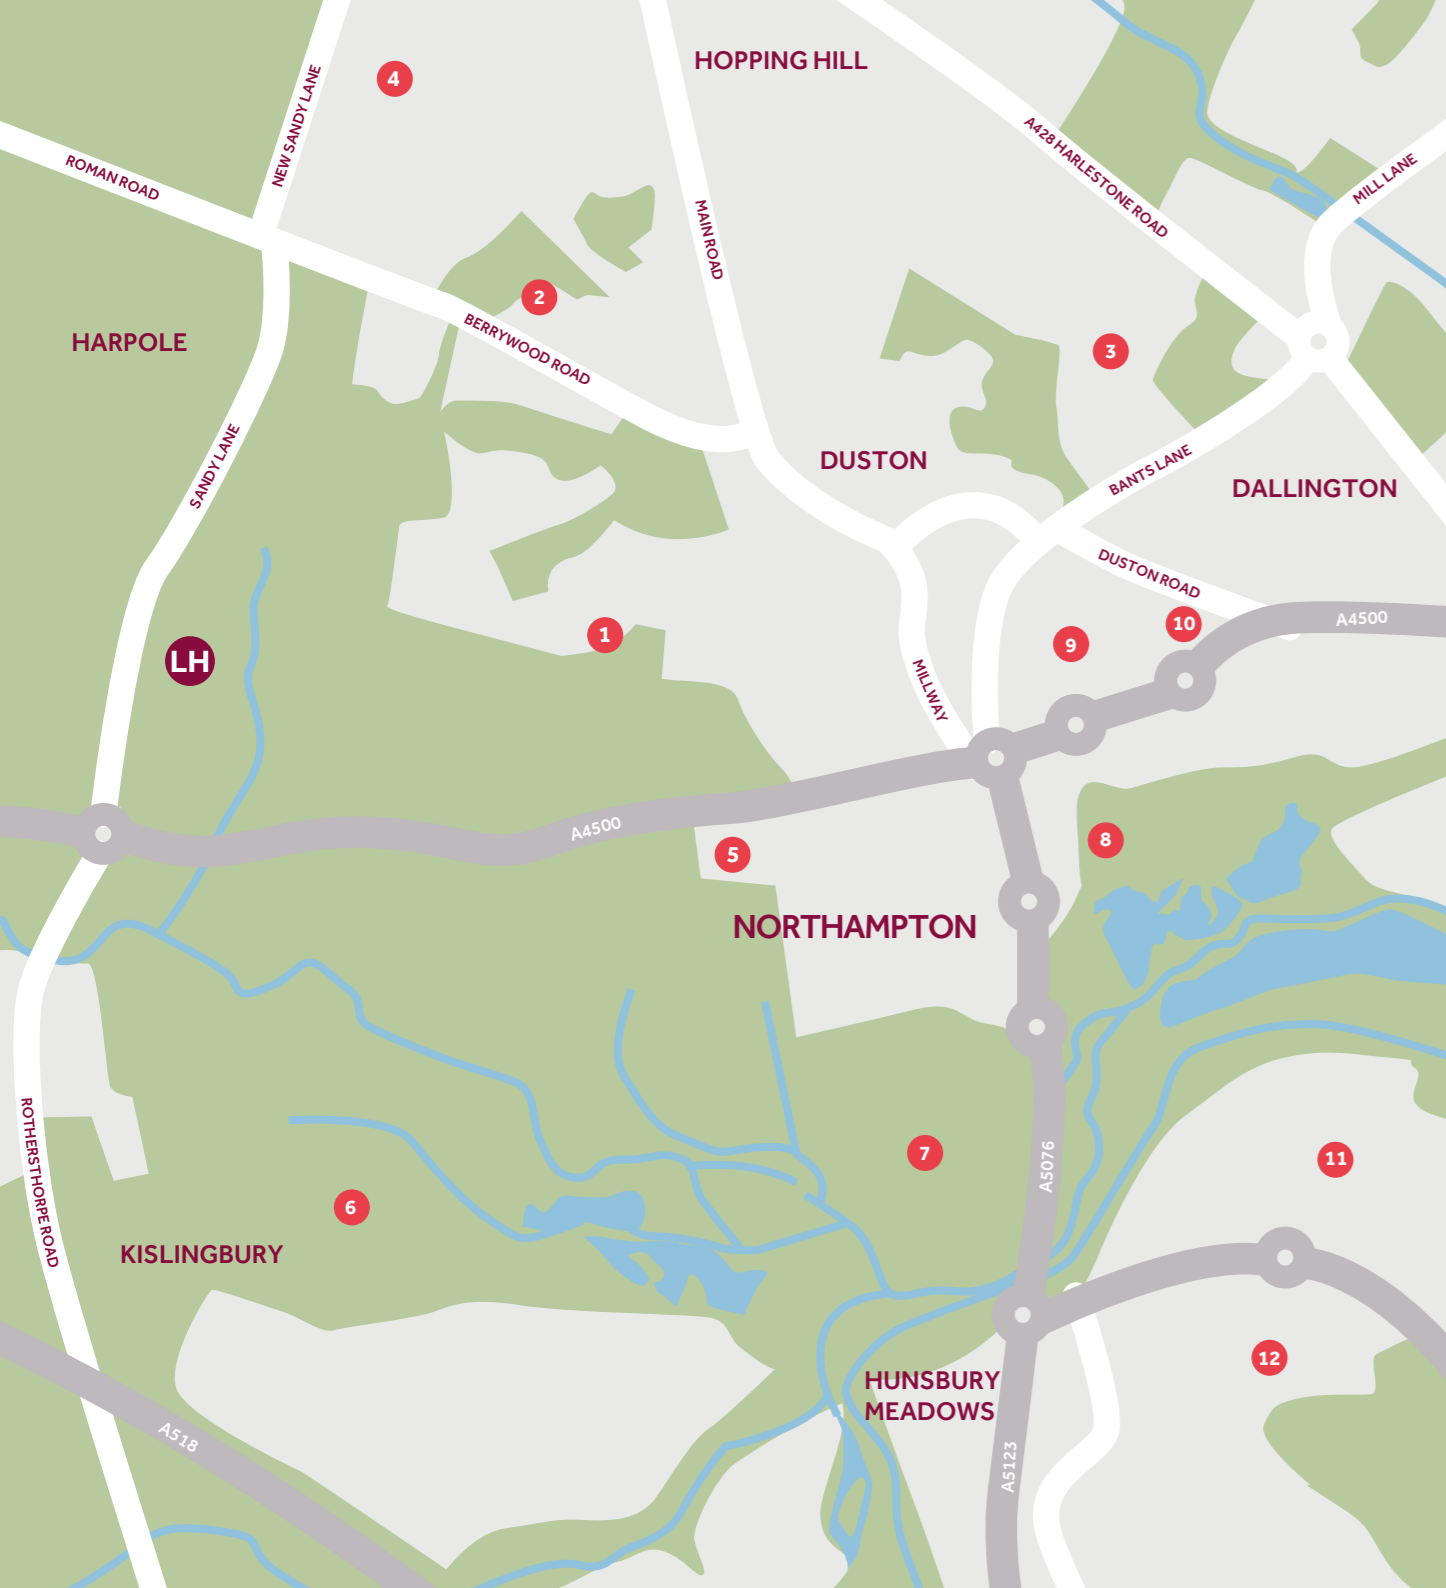 HOPPING HILL
4
NEW SANDY LANE
ROMAN ROAD
A428 HARLESTONE ROAD
MILL LANE
MAIN ROAD
2
BERRYWOOD ROAD
HARPOLE
3
SANDY LANE
DUSTON
BANTS LANE
DALLINGTON
DUSTON ROAD
A4500
10
1
9
LH
MILLWAY
A4500
5
8
NORTHAMPTON
ROTHERSTHORPE ROAD
7
A5076
11
6
KISLINGBURY
12
HUNSBURY
MEADOWS
A518
A5123